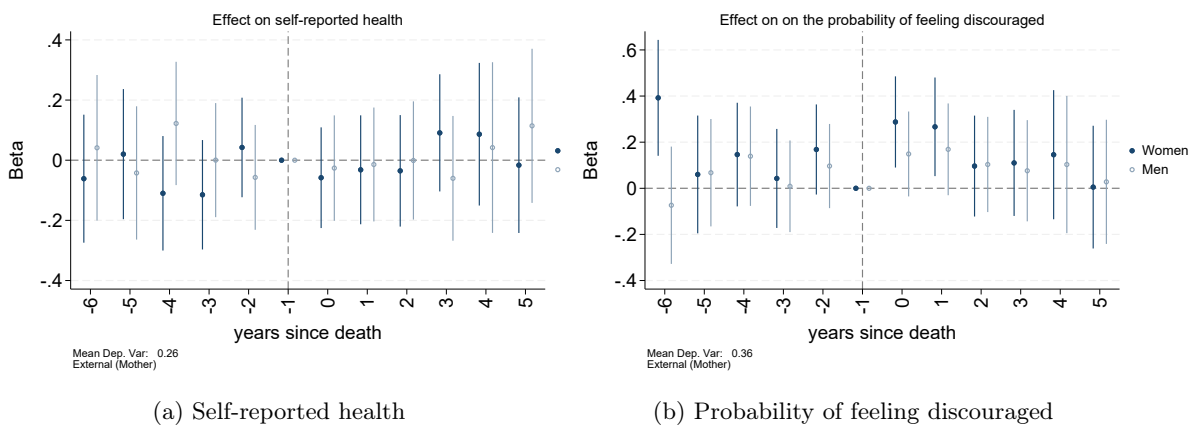 Effect on self-reported health
.4
.2
0
-.2
-.4
Beta
-6 -5 -4 -3 -2 -1 0 1 2 3 4 5
years since death
Mean Dep. Var: 0.26
External (Mother)
(a) Self-reported health
Effect on on the probability of feeling discouraged
.6
.4
.2
0
-.2
-.4
Beta
-6 -5 -4 -3 -2 -1 0 1 2 3 4 5
years since death
Women
Men
Mean Dep. Var: 0.36
External (Mother)
(b) Probability of feeling discouraged